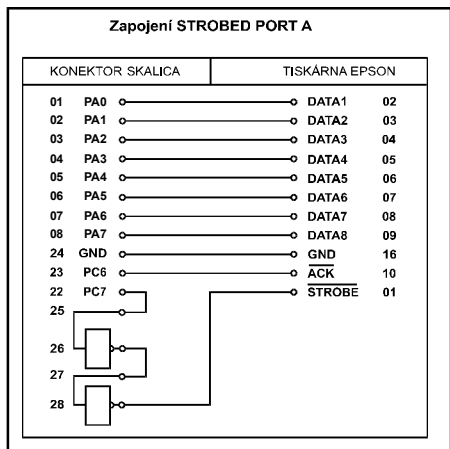 Zapojení STROBED PORT A
KONEKTOR SKALICA TISKÁRNA EPSON
01 PA0 DATA1 02
02 PA1 DATA2 03
03 PA2 DATA3 04
04 PA3 DATA4 05
05 PA4 DATA5 06
06 PA5 DATA6 07
07 PA6 DATA7 08
08 PA7 DATA8 09
24 GND GND 16
23 PC6 ACK 10
22 PC7 STROBE 01
25
26
27
28